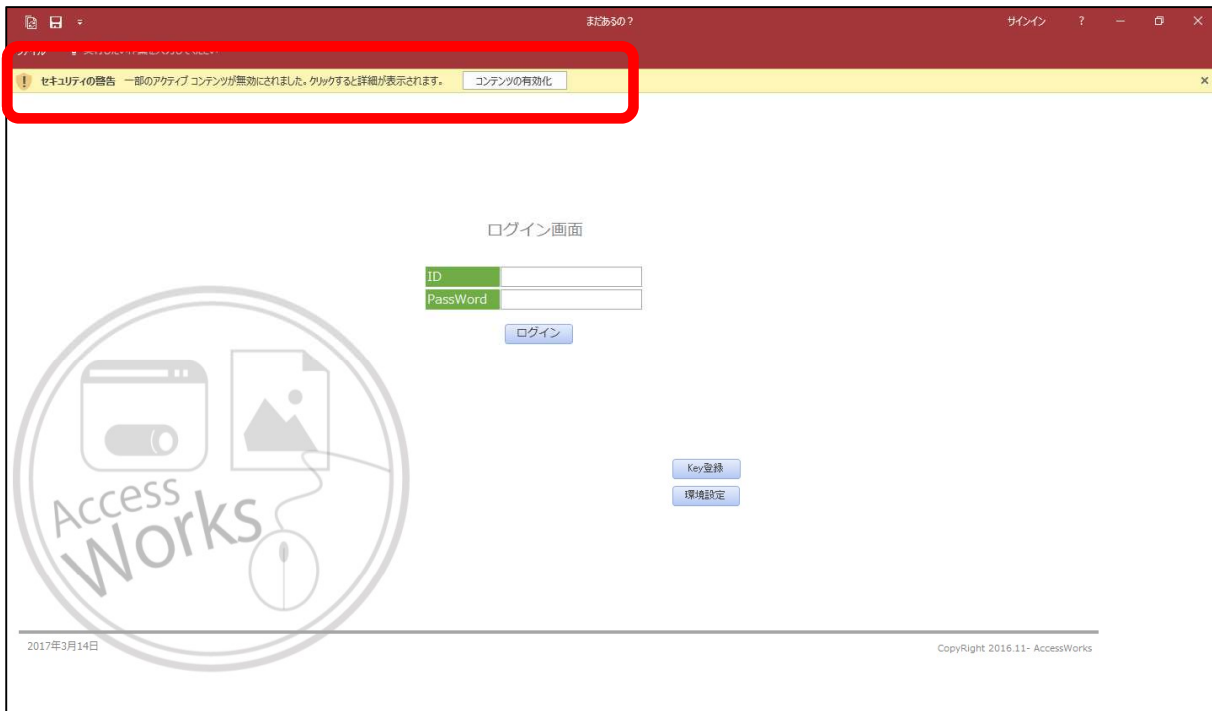 まだあるの？
サインイン ? 
ファイル
セキュリティの警告 一部のアクティブ コンテンツが無効にされました。クリックすると詳細が表示されます。 コンテンツの有効化
ログイン画面
ID
PassWord
ログイン
Key登録
環境設定
Access
Works
2017年3月14日
CopyRight 2016.11- AccessWorks